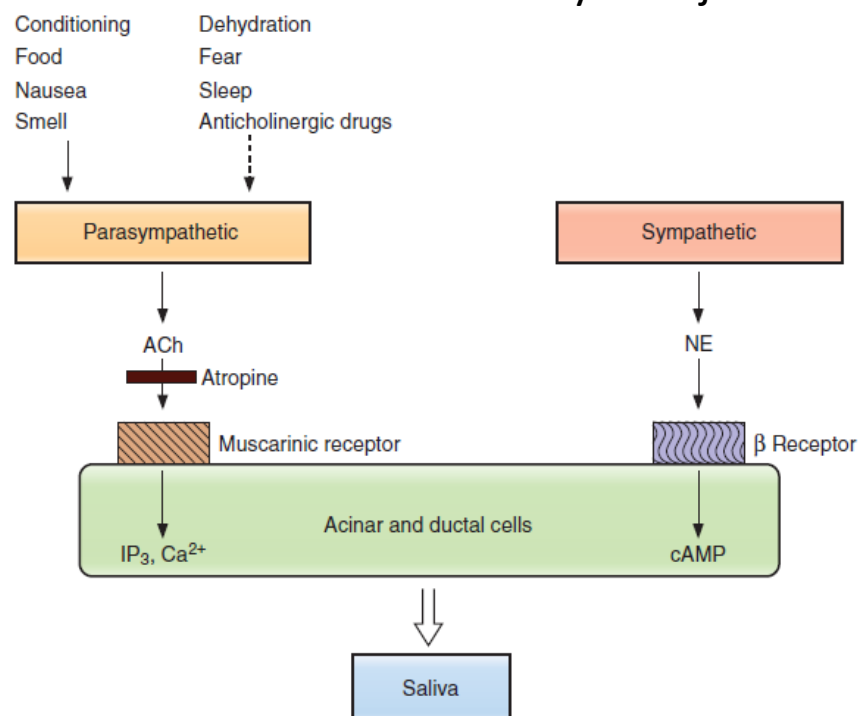 Conditioning
Food
Nausea
Smell
Dehydration
Fear
Sleep
Anticholinergic drugs
Parasympathetic
Sympathetic
ACh
NE
Atropine
Muscarinic receptor
β Receptor
Acinar and ductal cells
IP₃, Ca²⁺
cAMP
Saliva